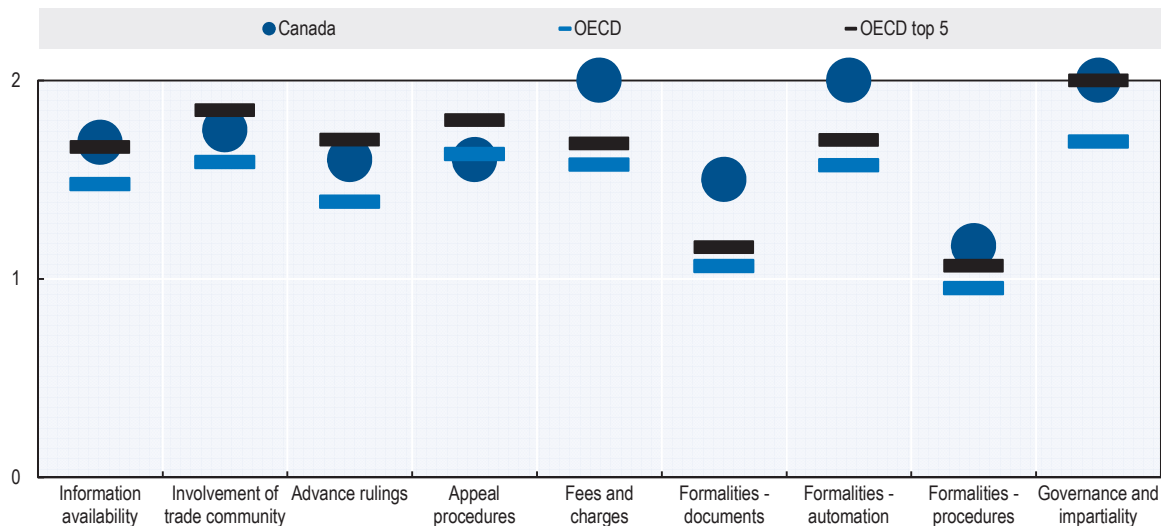 Canada OECD OECD top 5
2
1
0
Information availability
Involvement of trade community
Advance rulings
Appeal procedures
Fees and charges
Formalities - documents
Formalities - automation
Formalities - procedures
Governance and impartiality